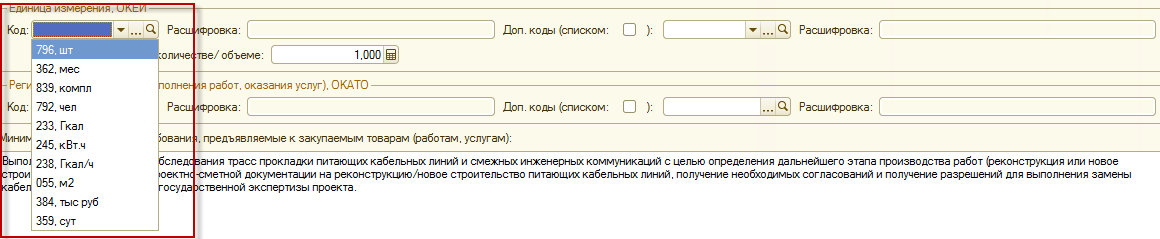 Единица измерения, ОКЕИ
Код: ... Расшифровка: Доп. коды (списком: ): ... Расшифровка:
796, шт
количестве/ объеме: 1,000
362, мес
839, компл
полнения работ, оказания услуг), ОКАТО
792, чел
Код: Расшифровка: Доп. коды (списком: ): ... Расшифровка:
233, Гкал
245, кВт.ч
предъявляемые к закупаемым товарам (работам, услугам):
238, Гкал/ч
бследования трасс прокладки питающих кабельных линий и смежных инженерных коммуникаций с целью определения дальнейшего этапа производства работ (реконструкция или новое
055, м2
роектно-сметной документации на реконструкцию/новое строительство питающих кабельных линий, получение необходимых согласований и получение разрешений для выполнения замены
государственной экспертизы проекта.
384, тыс руб
359, сут